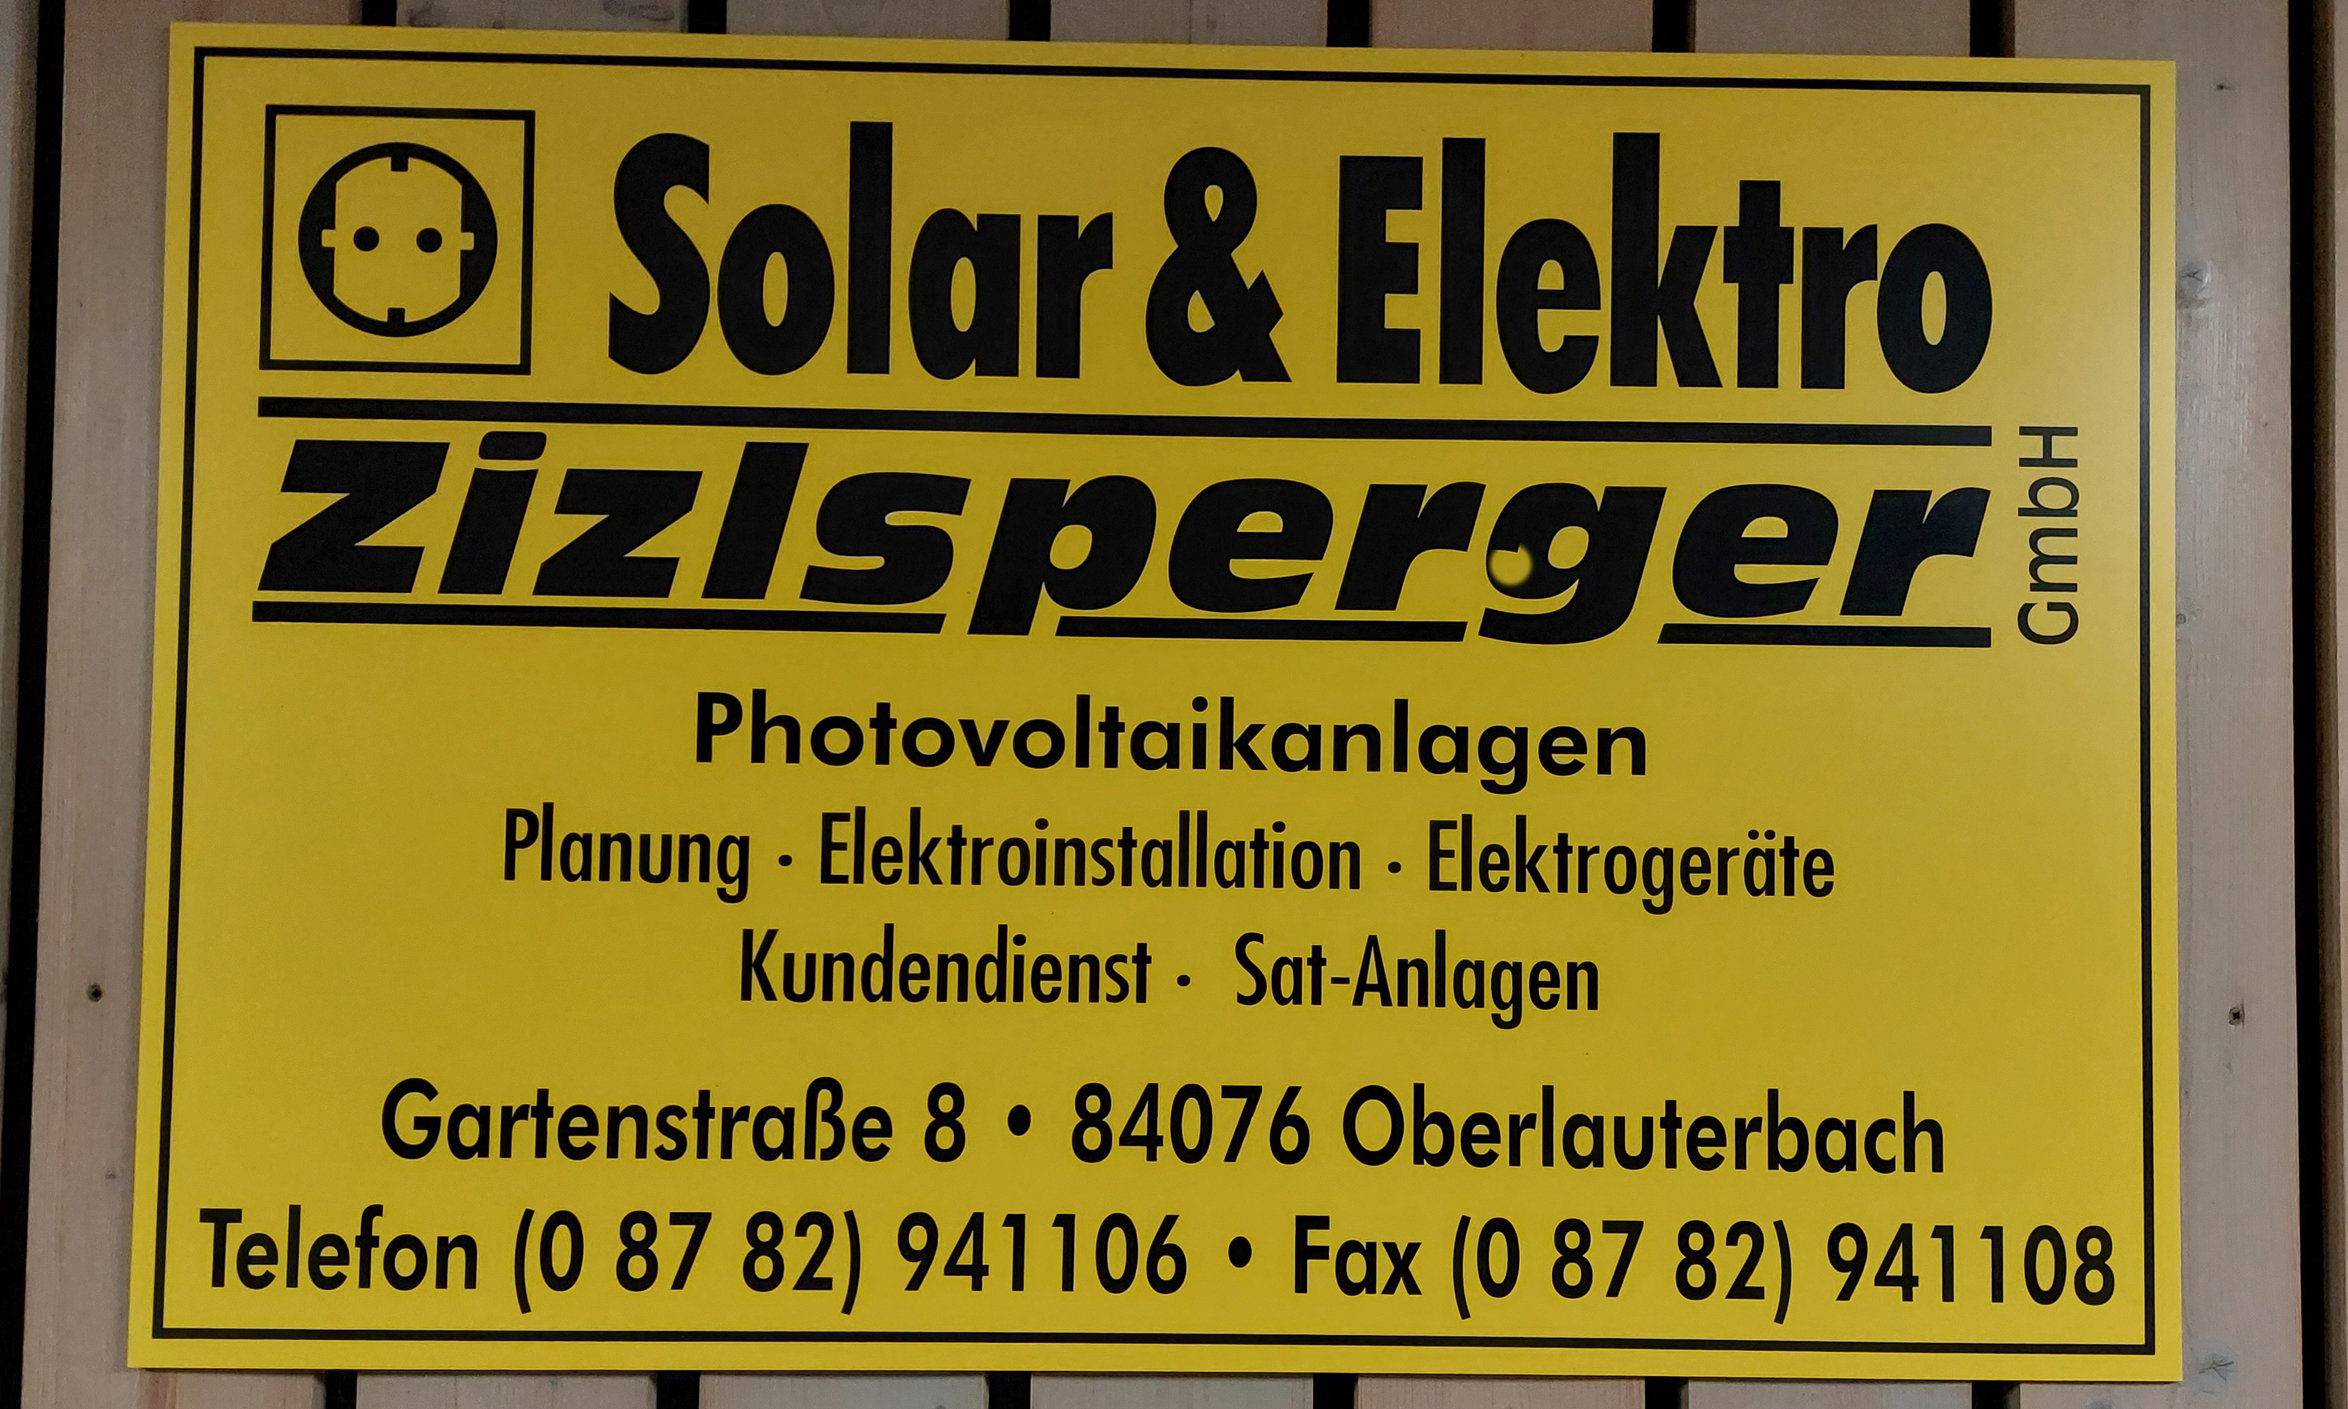 Solar & Elektro
Zizlsperger GmbH
Photovoltaikanlagen
Planung · Elektroinstallation · Elektrogeräte
Kundendienst · Sat-Anlagen
Gartenstraße 8 • 84076 Oberlauterbach
Telefon (0 87 82) 941106 • Fax (0 87 82) 941108